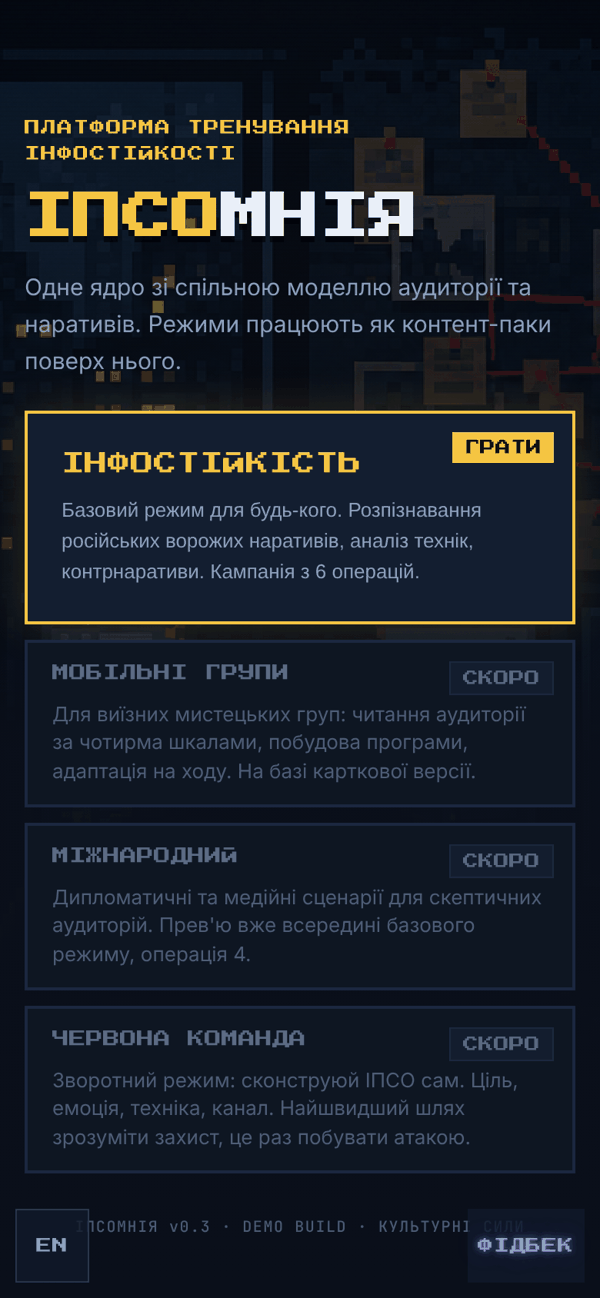 ПЛАТФОРМА ТРЕНУВАННЯ
ІНФОСТІЙКОСТІ
ІПСОМНІЯ
Одне ядро зі спільною моделлю аудиторії та
наративів. Режими працюють як контент-паки
поверх нього.
ІНФОСТІЙКІСТЬ
ГРАТИ
Базовий режим для будь-кого. Розпізнавання
російських ворожих наративів, аналіз технік,
контрнаративи. Кампанія з 6 операцій.
МОБІЛЬНІ ГРУПИ
СКОРО
Для виїзних мистецьких груп: читання аудиторії
за чотирма шкалами, побудова програми,
адаптація на ходу. На базі карткової версії.
МІЖНАРОДНИЙ
СКОРО
Дипломатичні та медійні сценарії для скептичних
аудиторій. Прев'ю вже всередині базового
режиму, операція 4.
ЧЕРВОНА КОМАНДА
СКОРО
Зворотний режим: сконструюй ІПСО сам. Ціль,
емоція, техніка, канал. Найшвидший шлях
зрозуміти захист, це раз побувати атакою.
ІПСОМНІЯ v0.3 · DEMO BUILD · КУЛЬТУРНІ СИЛИ
EN
ФІДБЕК